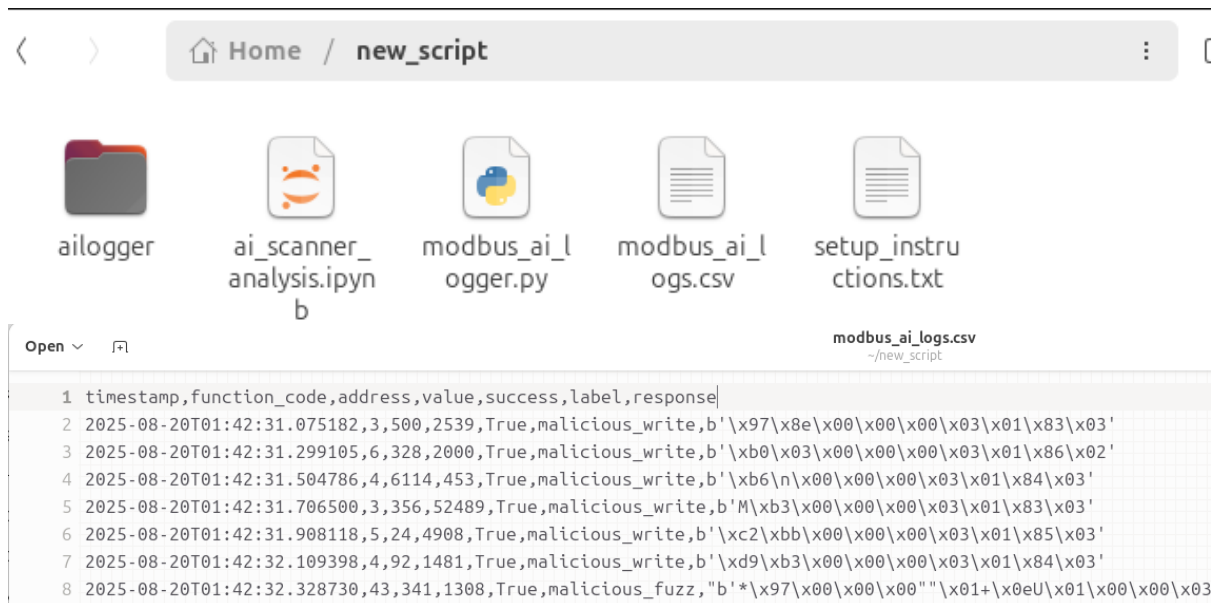 Home / new_script
ailogger
ai_scanner_
analysis.ipyn
b
modbus_ai_l
ogger.py
modbus_ai_l
ogs.csv
setup_instru
ctions.txt
Open
modbus_ai_logs.csv
~/new_script
1 timestamp,function_code,address,value,success,label,response
2 2025-08-20T01:42:31.075182,3,500,2539,True,malicious_write,b'\x97\x8e\x00\x00\x00\x03\x01\x83\x03'
3 2025-08-20T01:42:31.299105,6,328,2000,True,malicious_write,b'\xb0\x03\x00\x00\x00\x03\x01\x86\x02'
4 2025-08-20T01:42:31.504786,4,6114,453,True,malicious_write,b'\xb6\n\x00\x00\x00\x03\x01\x84\x03'
5 2025-08-20T01:42:31.706500,3,356,52489,True,malicious_write,b'M\xb3\x00\x00\x00\x03\x01\x83\x03'
6 2025-08-20T01:42:31.908118,5,24,4908,True,malicious_write,b'\xc2\xbb\x00\x00\x00\x03\x01\x85\x03'
7 2025-08-20T01:42:32.109398,4,92,1481,True,malicious_write,b'\xd9\xb3\x00\x00\x00\x03\x01\x84\x03'
8 2025-08-20T01:42:32.328730,43,341,1308,True,malicious_fuzz,"b'*\x97\x00\x00\x00""\x01+\x0eU\x01\x00\x00\x03